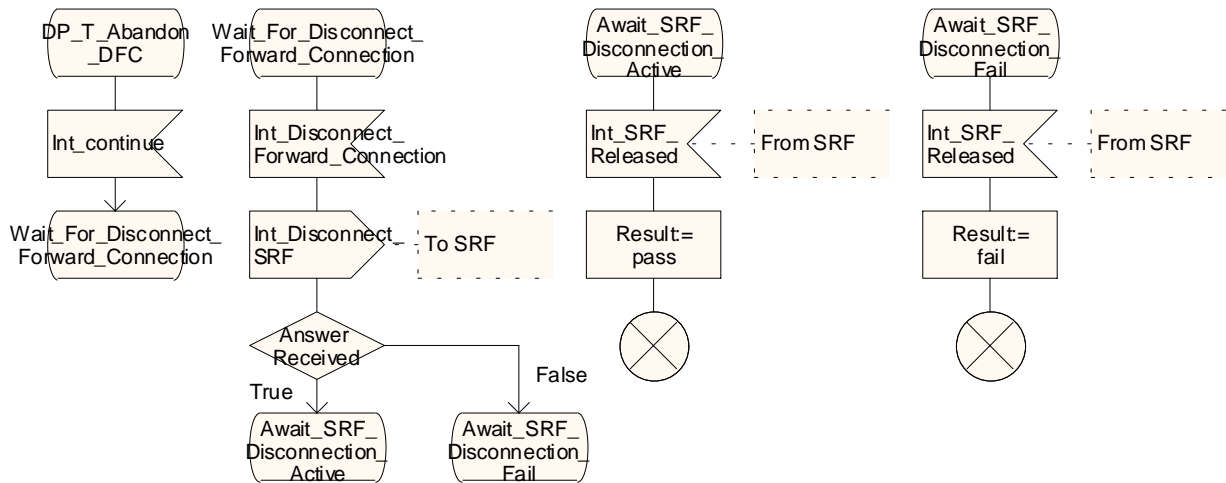 DP_T_Abandon
_DFC
Int_continue
Wait_For_Disconnect_
Forward_Connection
Wait_For_Disconnect_
Forward_Connection
Int_Disconnect_
Forward_Connection
Int_Disconnect_
SRF
To SRF
Answer
Received
True
False
Await_SRF_
Disconnection_
Active
Await_SRF_
Disconnection_
Fail
Await_SRF_
Disconnection_
Active
Int_SRF_
Released
From SRF
Result:=
pass
Await_SRF_
Disconnection_
Fail
Int_SRF_
Released
From SRF
Result:=
fail